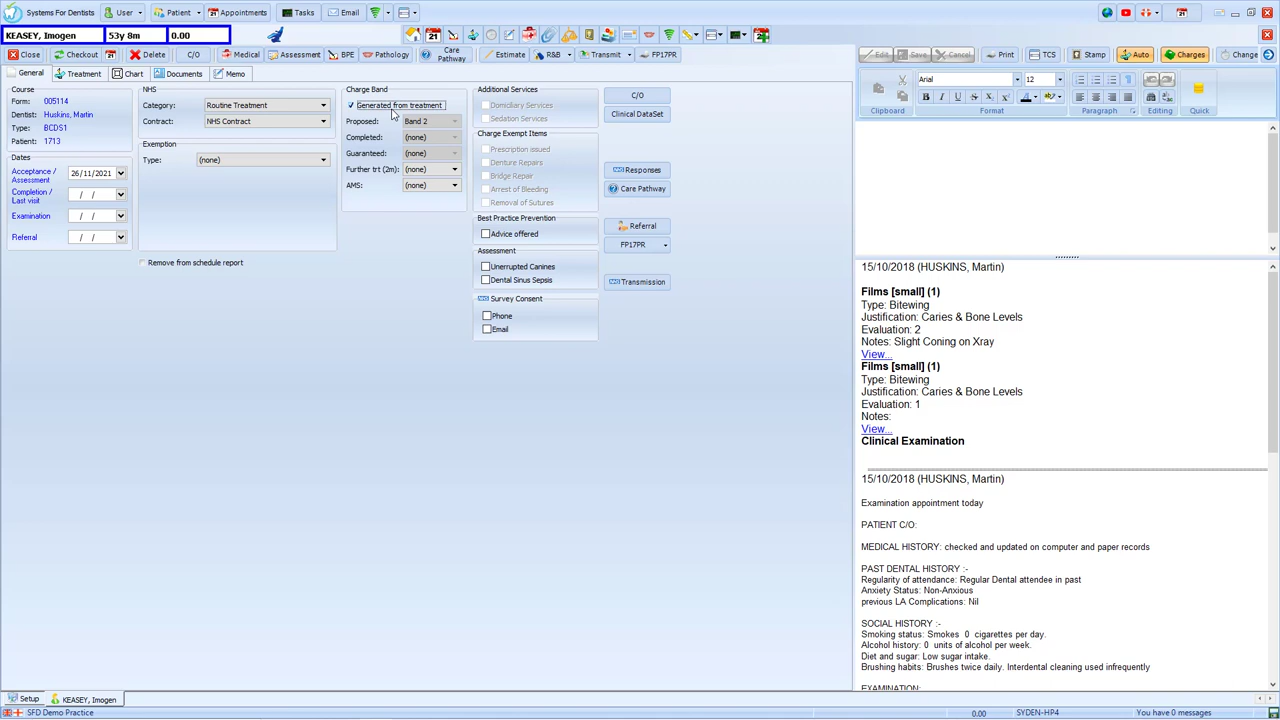 Systems For Dentists User Patient Appointments Tasks Email
KEASEY, Imogen 53y 8m 0.00
Close Checkout Delete C/O Medical Assessment BPE Pathology Care Pathway Estimate R&B Transmit FP17PR Edit Save Cancel Print TCS Stamp Auto Charges Change
General Treatment Chart Documents Memo
Arial 12
Clipboard Format Paragraph Editing Quick
Course
Form: 005114
Dentist: Huskins, Martin
Type: BCDS1
Patient: 1713
Dates
Acceptance / Assessment 26/11/2021
Completion / Last visit / /
Examination / /
Referral / /
NHS
Category: Routine Treatment
Contract: NHS Contract
Exemption
Type: (none)
Remove from schedule report
Charge Band
Generated from treatment
Proposed: Band 2
Completed: (none)
Guaranteed: (none)
Further trt (2m): (none)
AMS: (none)
Additional Services
Domiciliary Services
Sedation Services
Charge Exempt Items
Prescription issued
Denture Repairs
Bridge Repair
Arrest of Bleeding
Removal of Sutures
Best Practice Prevention
Advice offered
Assessment
Unerrupted Canines
Dental Sinus Sepsis
Survey Consent
Phone
Email
C/O
Clinical DataSet
Responses
Care Pathway
Referral
FP17PR
Transmission
15/10/2018 (HUSKINS, Martin)
Films [small] (1)
Type: Bitewing
Justification: Caries & Bone Levels
Evaluation: 2
Notes: Slight Coning on Xray
View...
Films [small] (1)
Type: Bitewing
Justification: Caries & Bone Levels
Evaluation: 1
Notes:
View...
Clinical Examination
15/10/2018 (HUSKINS, Martin)
Examination appointment today
PATIENT C/O:
MEDICAL HISTORY: checked and updated on computer and paper records
PAST DENTAL HISTORY :-
Regularity of attendance: Regular Dental attendee in past
Anxiety Status: Non-Anxious
previous LA Complications: Nil
SOCIAL HISTORY :-
Smoking status: Smokes 0 cigarettes per day.
Alcohol history: 0 units of alcohol per week.
Diet and sugar: Low sugar intake.
Brushing habits: Brushes twice daily. Interdental cleaning used infrequently
EXAMINATION:
Setup KEASEY, Imogen
SFD Demo Practice 0.00 SYDEN-HP4 You have 0 messages